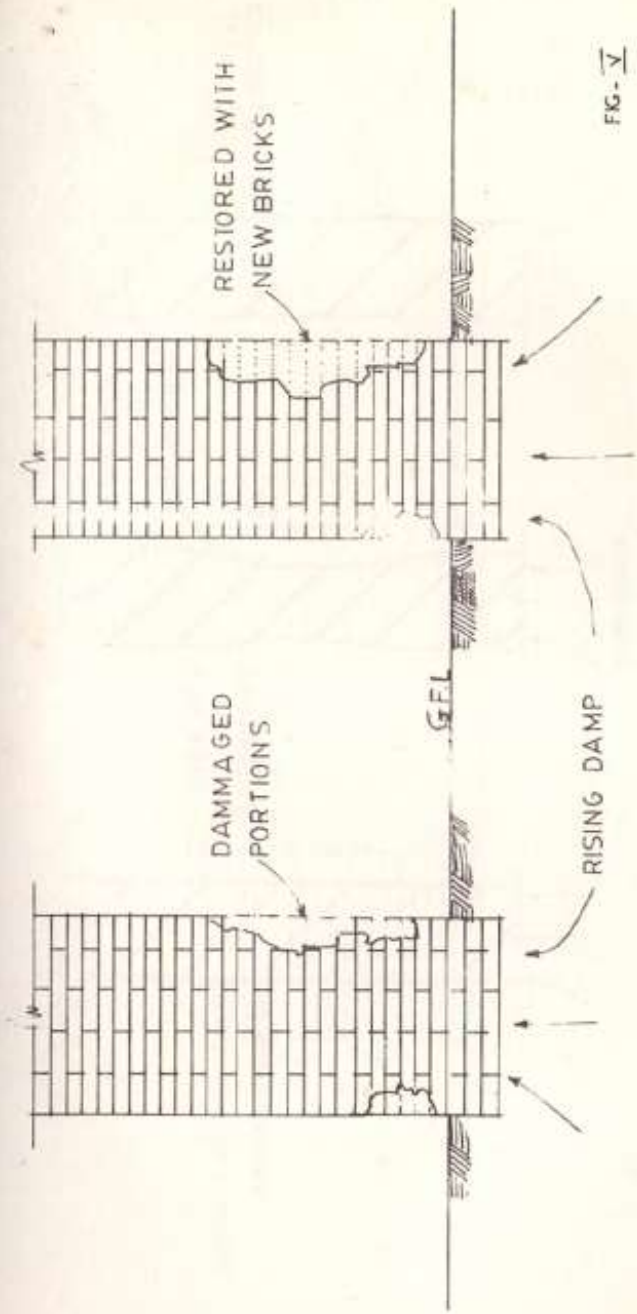 DAMMAGED
PORTIONS
RESTORED WITH
NEW BRICKS
G.F.L
RISING DAMP
FIG- V